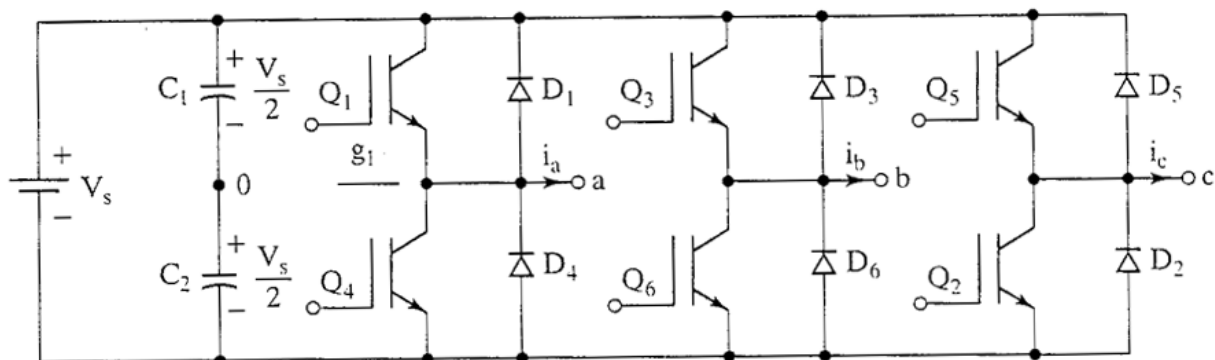 +
V_s
−
C_1
+
V_s/2
−
0
C_2
+
V_s/2
−
Q_1
g_1
Q_4
D_1
i_a
a
D_4
Q_3
Q_6
D_3
i_b
b
D_6
Q_5
Q_2
D_5
i_c
c
D_2